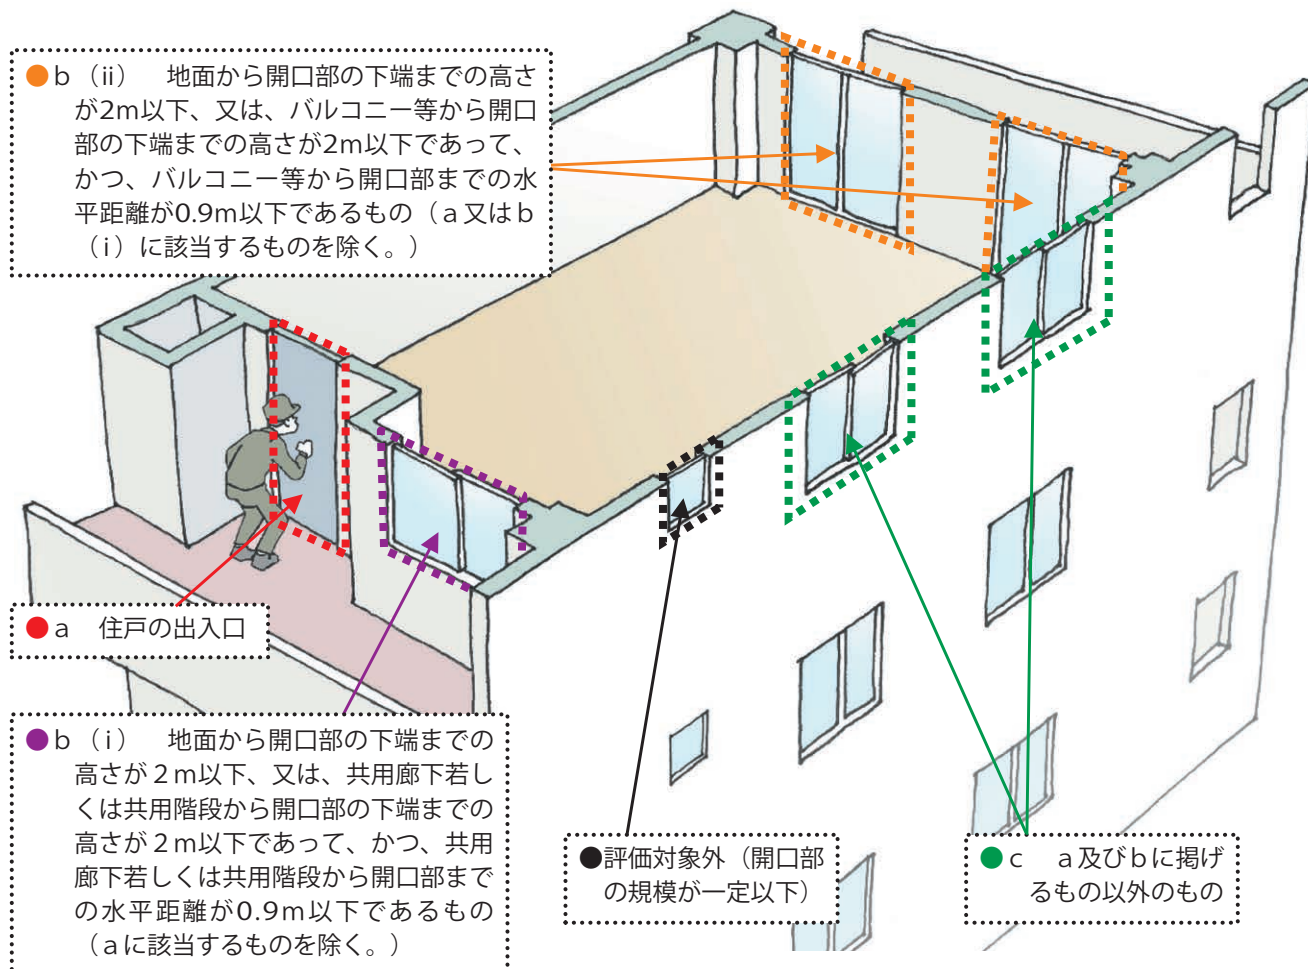 ●b（ii） 地面から開口部の下端までの高さ
が2m以下、又は、バルコニー等から開口
部の下端までの高さが2m以下であって、
かつ、バルコニー等から開口部までの水
平距離が0.9m以下であるもの（a又はb
（i）に該当するものを除く。）
●a 住戸の出入口
●b（i） 地面から開口部の下端までの
高さが２m以下、又は、共用廊下若し
くは共用階段から開口部の下端までの
高さが２m以下であって、かつ、共用
廊下若しくは共用階段から開口部まで
の水平距離が0.9m以下であるもの
（aに該当するものを除く。）
●評価対象外（開口部
の規模が一定以下）
●c a及びbに掲げ
るもの以外のもの